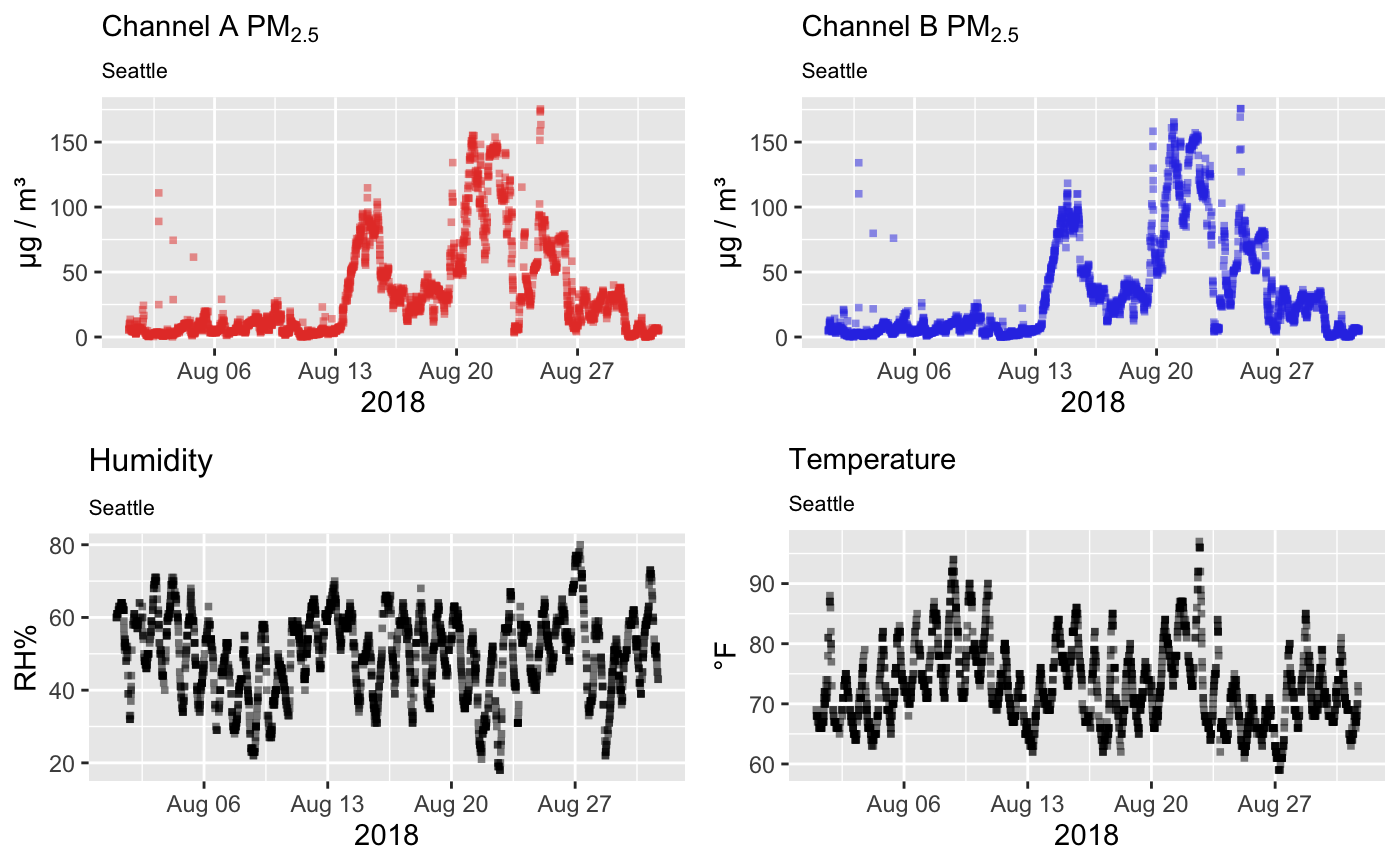 Channel A PM2.5
Seattle
µg / m³
150
100
50
0
Aug 06 Aug 13 Aug 20 Aug 27
2018
Channel B PM2.5
Seattle
µg / m³
150
100
50
0
Aug 06 Aug 13 Aug 20 Aug 27
2018
Humidity
Seattle
RH%
80
60
40
20
Aug 06 Aug 13 Aug 20 Aug 27
2018
Temperature
Seattle
°F
90
80
70
60
Aug 06 Aug 13 Aug 20 Aug 27
2018